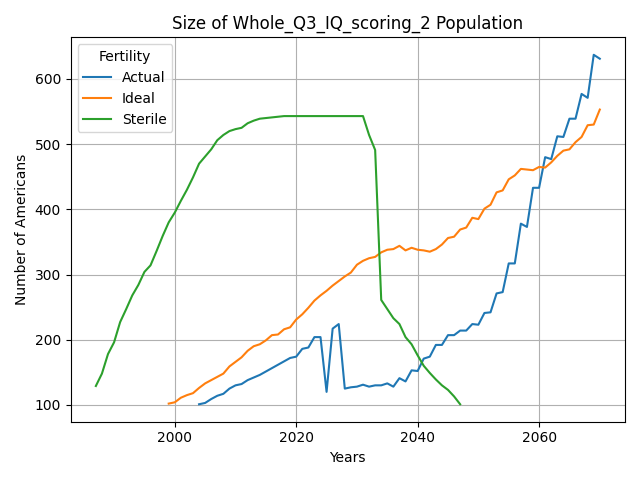 Size of Whole_Q3_IQ_scoring_2 Population
Fertility
Actual
Ideal
Sterile
Number of Americans
600
500
400
300
200
100
2000
2020
2040
2060
Years